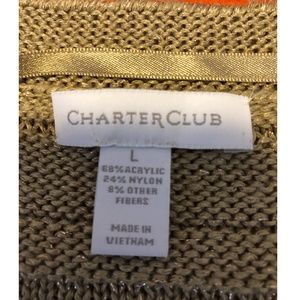 CHARTER CLUB
L
68% ACRYLIC
24% NYLON
8% OTHER
FIBERS
MADE IN
VIETNAM